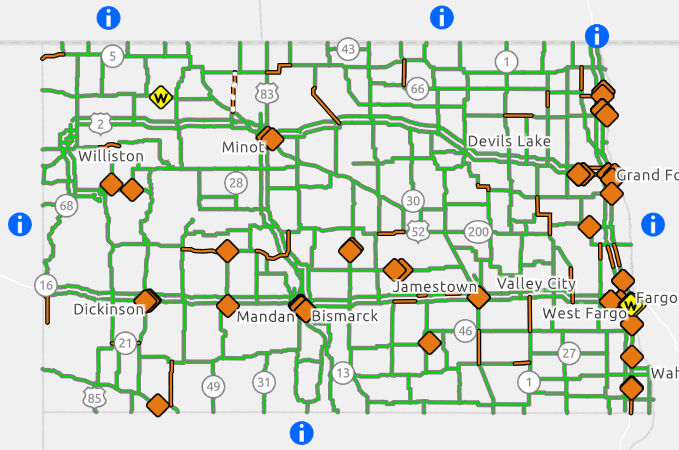 5
43
1
W
83
66
2
Minot
Devils Lake
Williston
Grand Fo
28
30
68
52
200
16
Jamestown
Valley City
Fargo
W
Dickinson
Mandan
Bismarck
West Fargo
46
21
27
13
Wah
49
31
1
85